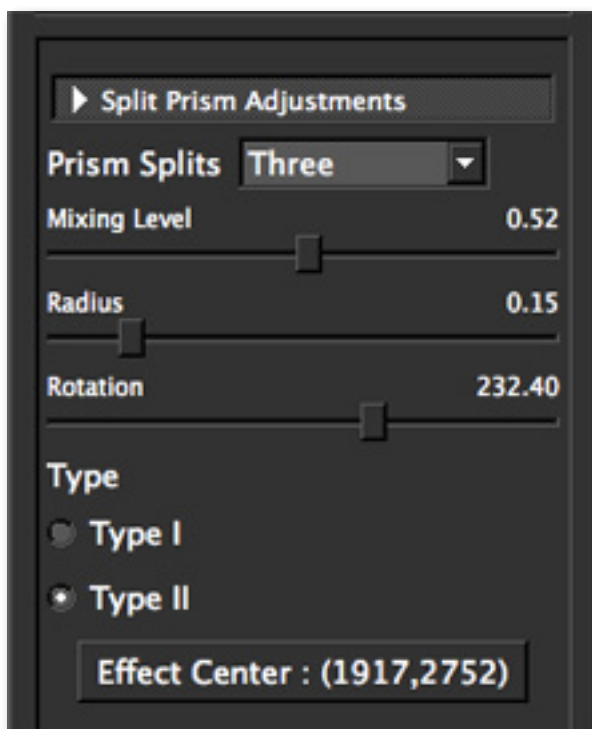 Split Prism Adjustments
Prism Splits Three
Mixing Level 0.52
Radius 0.15
Rotation 232.40
Type
Type I
Type II
Effect Center : (1917,2752)